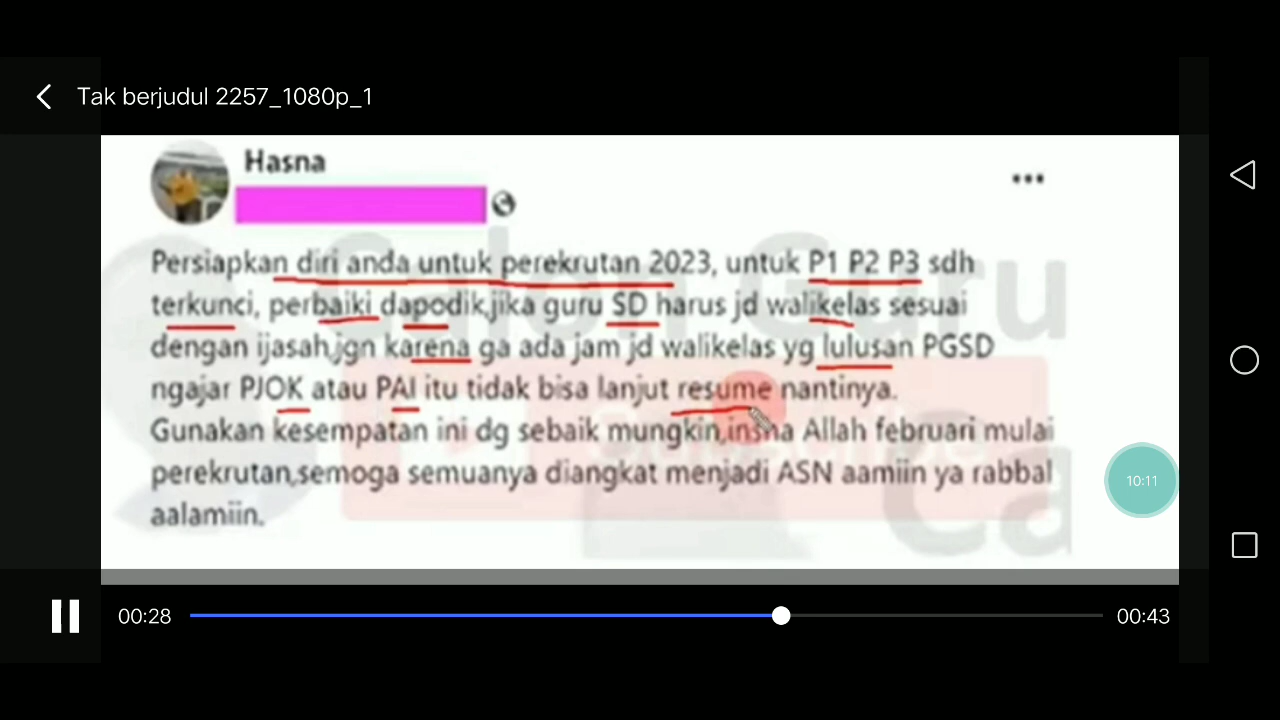 Tak berjudul 2257_1080p_1
Hasna
Persiapkan diri anda untuk perekrutan 2023, untuk P1 P2 P3 sdh
terkunci, perbaiki dapodik,jika guru SD harus jd walikelas sesuai
dengan ijasah,jgn karena ga ada jam jd walikelas yg lulusan PGSD
ngajar PJOK atau PAI itu tidak bisa lanjut resume nantinya.
Gunakan kesempatan ini dg sebaik mungkin,insha Allah februari mulai
perekrutan,semoga semuanya diangkat menjadi ASN aamiin ya rabbal
aalamiin.
Calon Guru
Ca
10:11
00:28
00:43